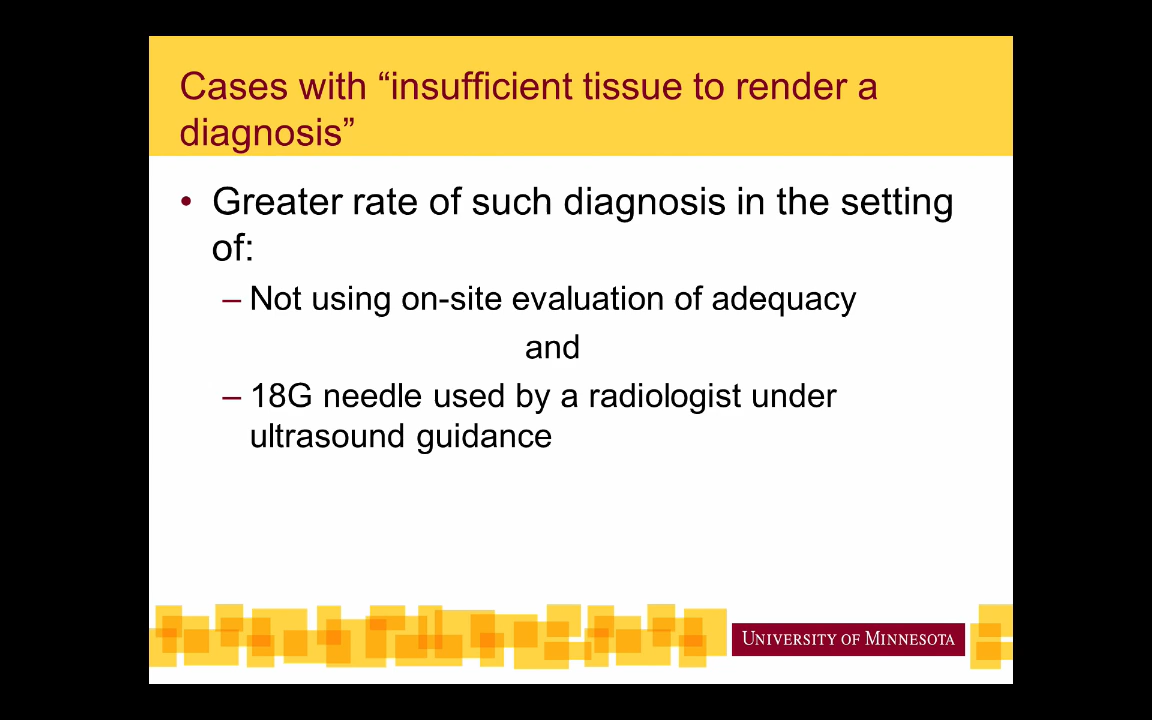 Cases with “insufficient tissue to render a
diagnosis”
• Greater rate of such diagnosis in the setting
of:
– Not using on-site evaluation of adequacy
and
– 18G needle used by a radiologist under
ultrasound guidance
UNIVERSITY OF MINNESOTA